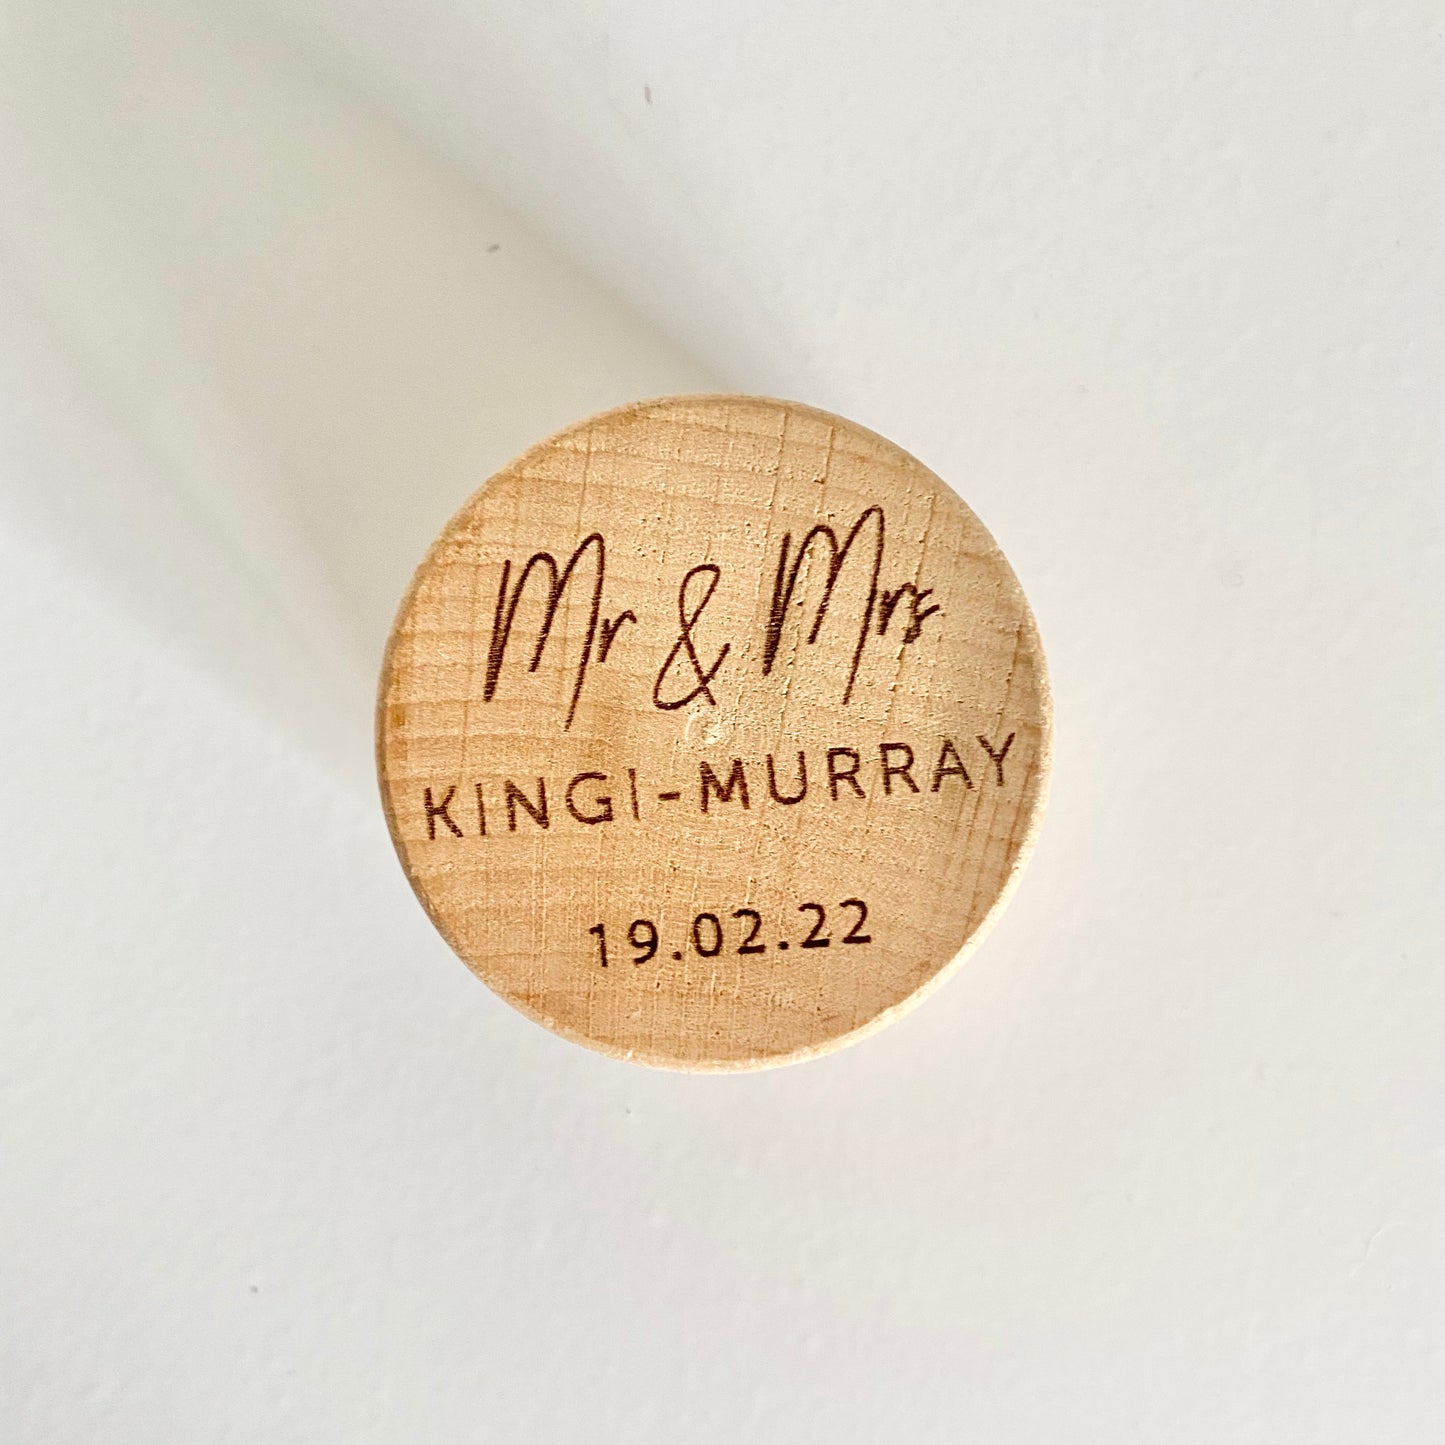 Mr & Mrs
KINGI-MURRAY
19.02.22